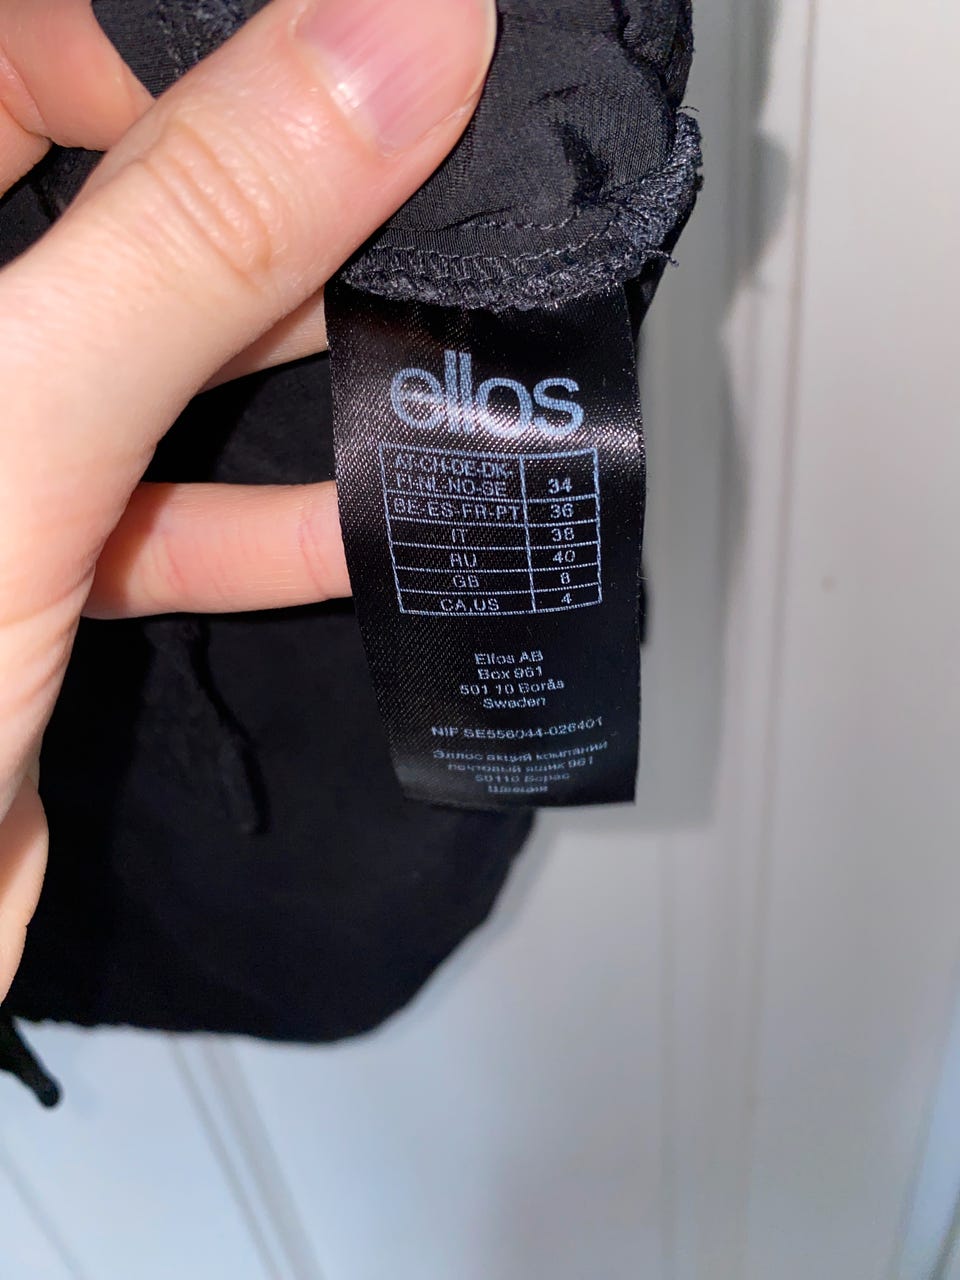 ellos
AT-CH-DE-DK
FI-NL-NO-SE 34
BE-ES-FR-PT 36
IT 38
RU 40
GB 8
CA,US 4
Ellos AB
Box 961
501 10 Borås
Sweden
NIF SE556044-026401
Эллос акций компании
почтовый ящик 961
50110 Борас
Швеция